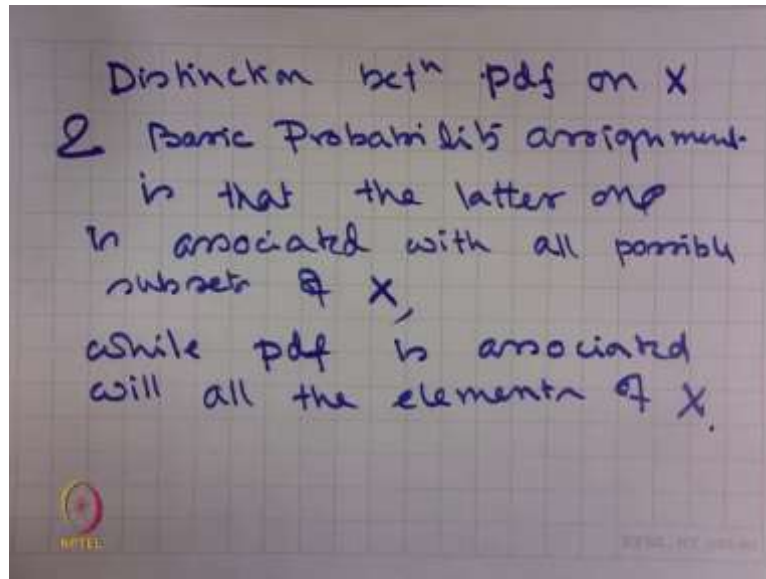 Distinction betn pdf on X
& Basic Probability assignment
is that the latter one
is associated with all possible
subsets of X,
while pdf is associated
will all the elements of X.
NPTEL